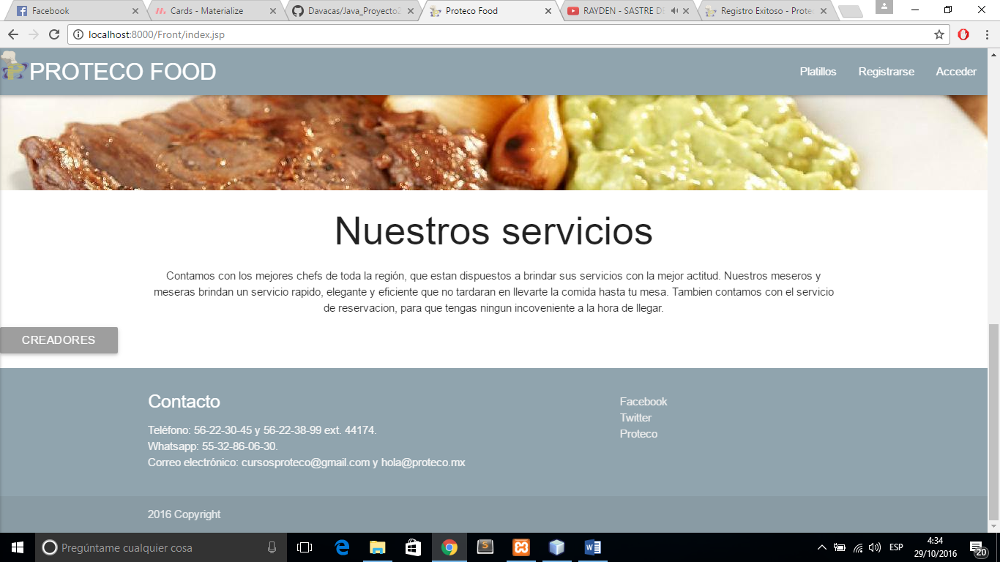 Facebook
Cards - Materialize
Davacas/Java_Proyecto2
Proteco Food
RAYDEN - SASTRE DE
Registro Exitoso - Prote
localhost:8000/Front/index.jsp
PROTECO FOOD
Platillos
Registrarse
Acceder
Nuestros servicios
Contamos con los mejores chefs de toda la región, que estan dispuestos a brindar sus servicios con la mejor actitud. Nuestros meseros y
meseras brindan un servicio rapido, elegante y eficiente que no tardaran en llevarte la comida hasta tu mesa. Tambien contamos con el servicio
de reservacion, para que tengas ningun incoveniente a la hora de llegar.
CREADORES
Contacto
Teléfono: 56-22-30-45 y 56-22-38-99 ext. 44174.
Whatsapp: 55-32-86-06-30.
Correo electrónico: cursosproteco@gmail.com y hola@proteco.mx
Facebook
Twitter
Proteco
2016 Copyright
Pregúntame cualquier cosa
ESP
4:34
29/10/2016
20